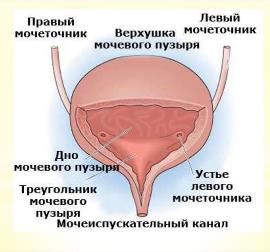 Правый
мочеточник
Верхушка
мочевого пузыря
Левый
мочеточник
Дно
мочевого пузыря
Треугольник
мочевого
пузыря
Устье
левого
мочеточника
Мочеиспускательный канал